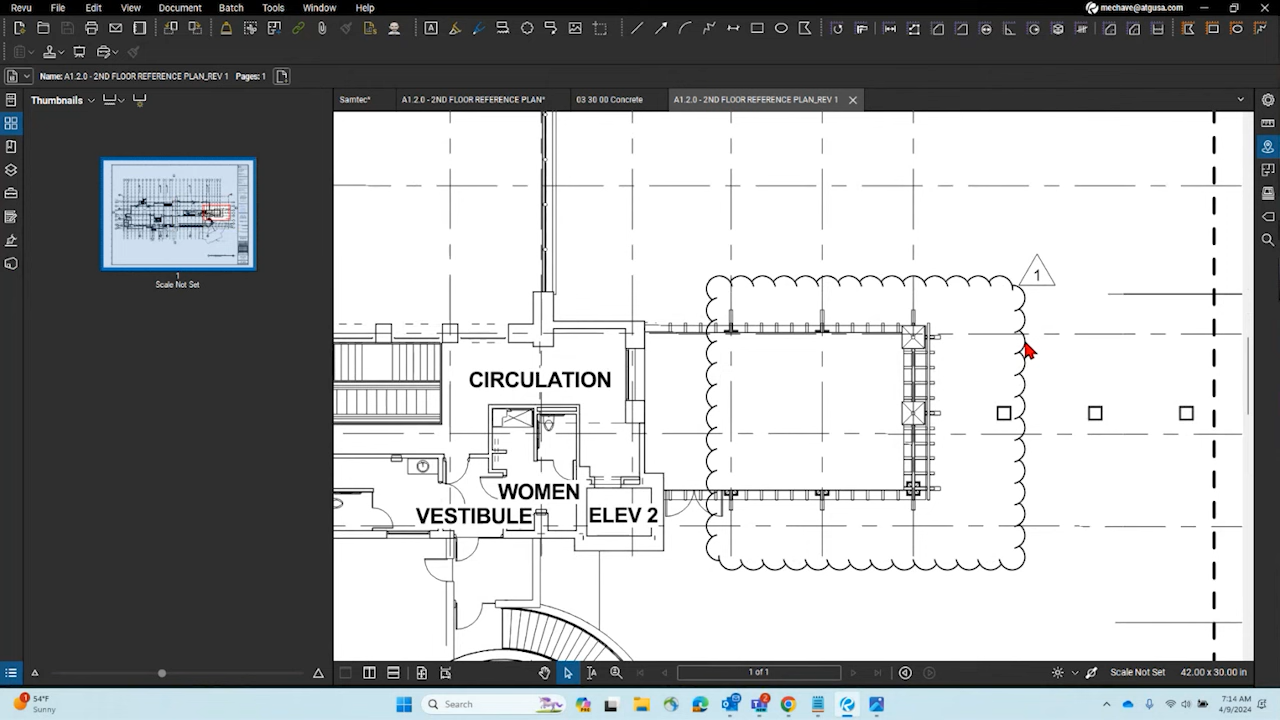 Revu File Edit View Document Batch Tools Window Help mechave@atgusa.com
Name: A1.2.0 - 2ND FLOOR REFERENCE PLAN_REV 1 Pages: 1
Thumbnails
Samtec* A1.2.0 - 2ND FLOOR REFERENCE PLAN* 03 30 00 Concrete A1.2.0 - 2ND FLOOR REFERENCE PLAN_REV 1
1
Scale Not Set
1
CIRCULATION
WOMEN
VESTIBULE
ELEV 2
1 of 1
Scale Not Set 42.00 x 30.00 in
1
54°F
Sunny
Search
7:14 AM
4/9/2024